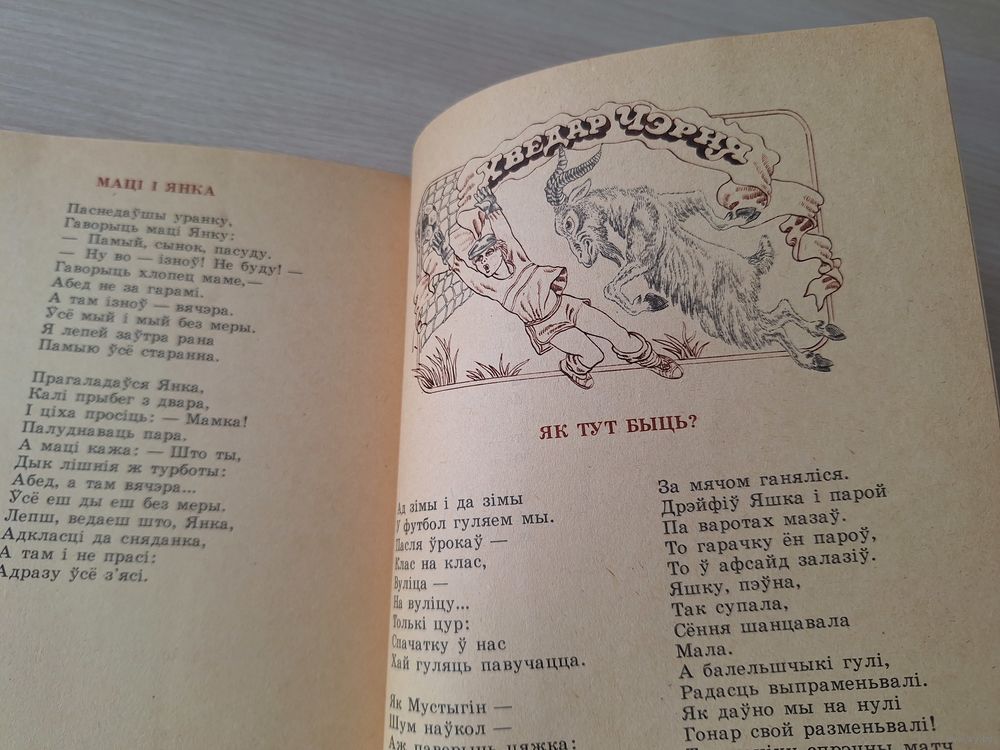 МАЦІ І ЯНКА
Паснедаўшы уранку,
Гаворыць маці Янку:
— Памый, сынок, пасуду.
— Ну во — ізноў! Не буду! —
Гаворыць хлопец маме,—
Абед не за гарамі.
А там ізноў — вячэра.
Усё мый і мый без меры.
Я лепей заўтра рана
Памыю ўсё старанна.
Прагаладаўся Янка,
Калі прыбег з двара,
І ціха просіць: — Мамка!
Палуднаваць пара.
А маці кажа: — Што ты,
Дык лішнія ж турботы:
Абед, а там вячэра...
Ўсё еш ды еш без меры.
Лепш, ведаеш што, Янка,
Адкласці да сняданка,
А там і не прасі:
Адразу ўсё з'ясі.
ХВЕДАР ЧЭРНЯ
ЯК ТУТ БЫЦЬ?
Ад зімы і да зімы
У футбол гуляем мы.
Пасля ўрокаў —
Клас на клас,
Вуліца —
На вуліцу...
Толькі цур:
Спачатку ў нас
Хай гуляць павучацца.
Як Мустыгін —
Шум наўкол —
Аж гаворыць цяжка:
За мячом ганяліся.
Дрэйфіў Яшка і парой
Па варотах мазаў.
То гарачку ён пароў,
То ў афсайд залазіў.
Яшку, пэўна,
Так супала,
Сёння шанцавала
Мала.
А балельшчыкі гулі,
Радасць выпраменьвалі.
Як даўно мы на нулі
Гонар свой разменьвалі!
матч